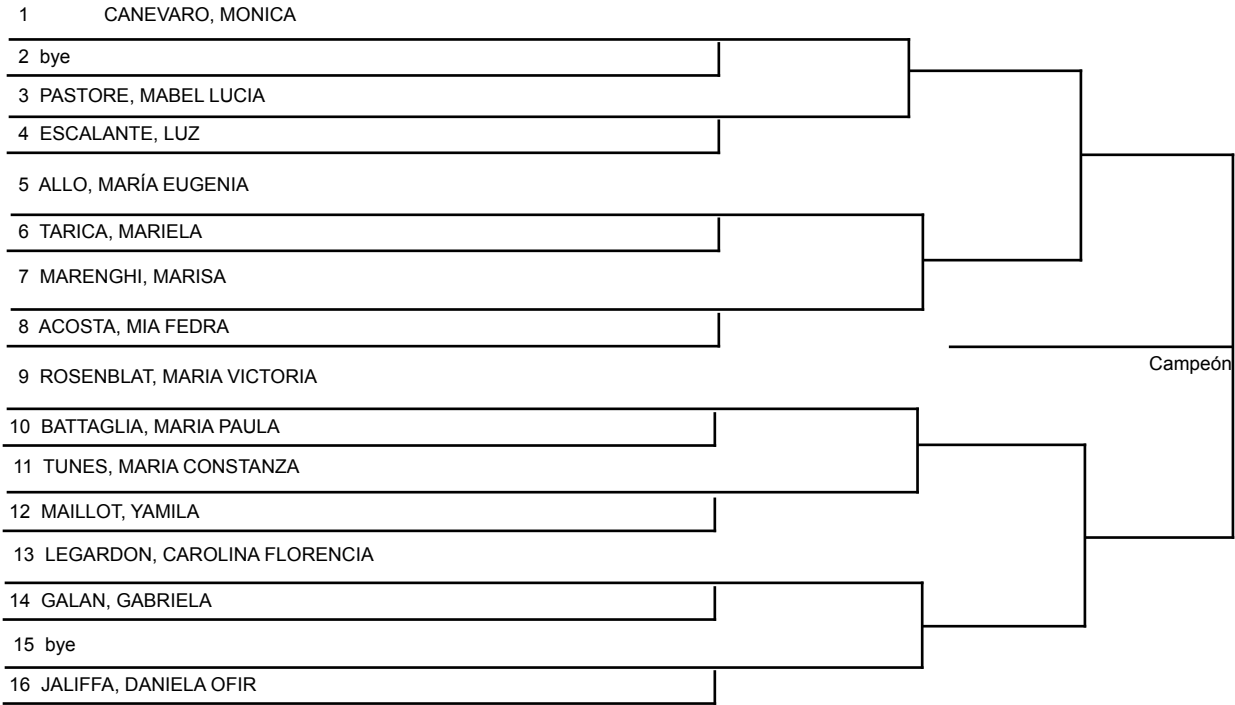 1 CANEVARO, MONICA
2 bye
3 PASTORE, MABEL LUCIA
4 ESCALANTE, LUZ
5 ALLO, MARÍA EUGENIA
6 TARICA, MARIELA
7 MARENGHI, MARISA
8 ACOSTA, MIA FEDRA
Campeón
9 ROSENBLAT, MARIA VICTORIA
10 BATTAGLIA, MARIA PAULA
11 TUNES, MARIA CONSTANZA
12 MAILLOT, YAMILA
13 LEGARDON, CAROLINA FLORENCIA
14 GALAN, GABRIELA
15 bye
16 JALIFFA, DANIELA OFIR